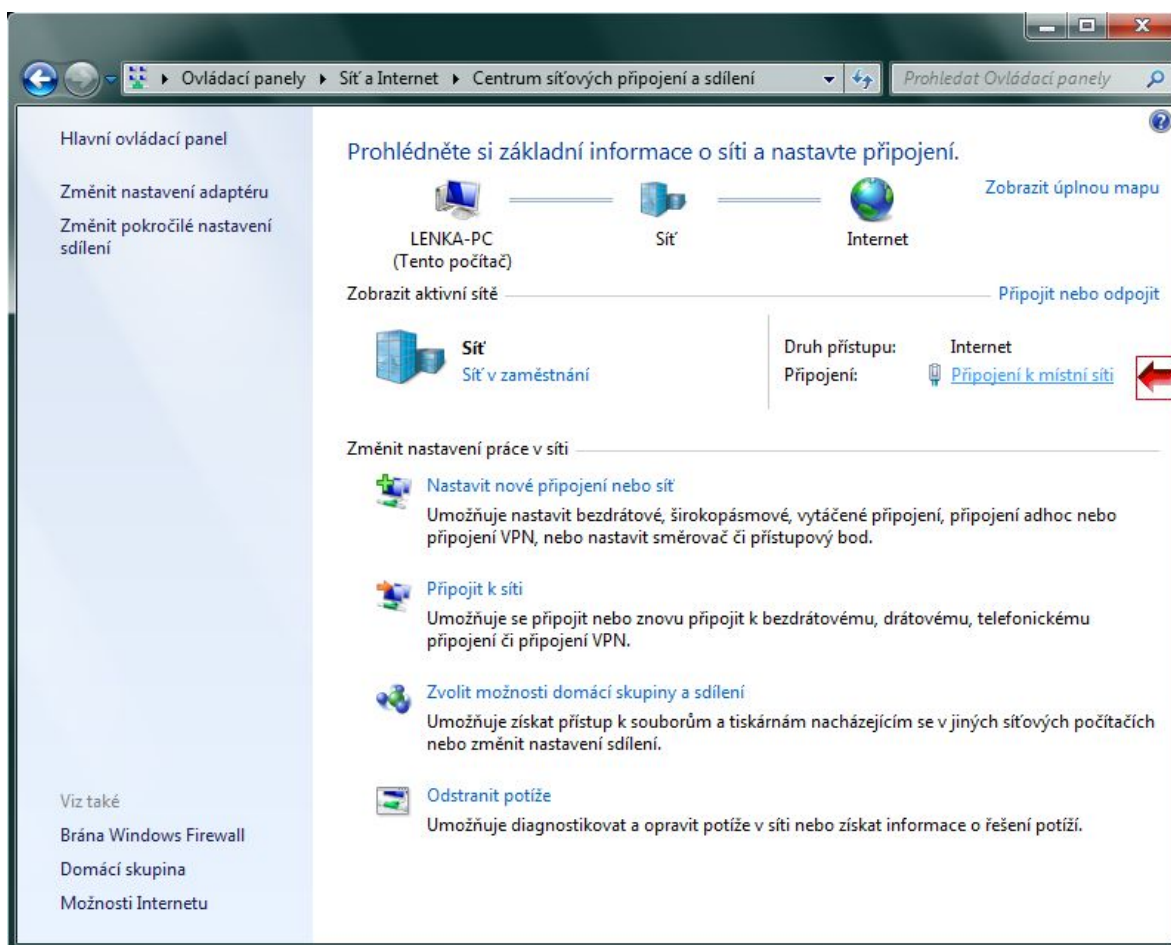 Ovládací panely Síť a Internet Centrum síťových připojení a sdílení
Prohledat Ovládací panely
Hlavní ovládací panel
Změnit nastavení adaptéru
Změnit pokročilé nastavení
sdílení
Prohlédněte si základní informace o síti a nastavte připojení.
Zobrazit úplnou mapu
LENKA-PC
(Tento počítač)
Síť
Internet
Zobrazit aktivní sítě
Připojit nebo odpojit
Síť
Síť v zaměstnání
Druh přístupu: Internet
Připojení: Připojení k místní síti
Změnit nastavení práce v síti
Nastavit nové připojení nebo síť
Umožňuje nastavit bezdrátové, širokopásmové, vytáčené připojení, připojení adhoc nebo
připojení VPN, nebo nastavit směrovač či přístupový bod.
Připojit k síti
Umožňuje se připojit nebo znovu připojit k bezdrátovému, drátovému, telefonickému
připojení či připojení VPN.
Zvolit možnosti domácí skupiny a sdílení
Umožňuje získat přístup k souborům a tiskárnám nacházejícím se v jiných síťových počítačích
nebo změnit nastavení sdílení.
Odstranit potíže
Umožňuje diagnostikovat a opravit potíže v síti nebo získat informace o řešení potíží.
Viz také
Brána Windows Firewall
Domácí skupina
Možnosti Internetu